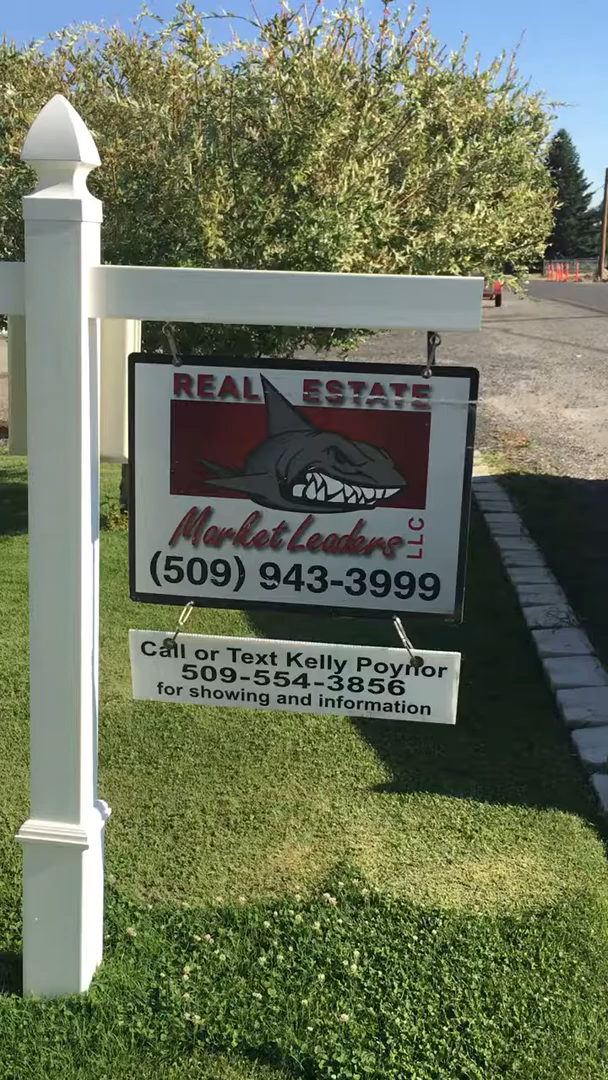 REAL ESTATE
Market Leaders LLC
(509) 943-3999
Call or Text Kelly Poynor
509-554-3856
for showing and information